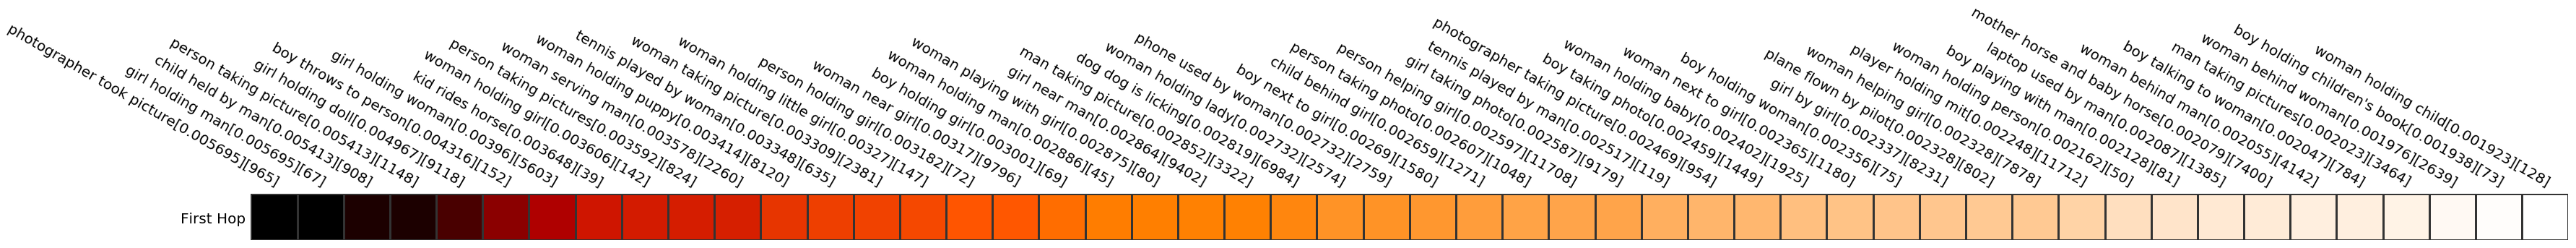 photographer took picture[0.005695][965]
girl holding man[0.005695][67]
child held by man[0.005413][908]
person taking picture[0.005413][1148]
girl holding doll[0.004967][9118]
boy throws to person[0.004316][152]
girl holding woman[0.00396][5603]
kid rides horse[0.003648][39]
woman holding girl[0.003606][142]
person taking pictures[0.003592][824]
woman serving man[0.003578][2260]
woman holding puppy[0.003414][8120]
tennis played by woman[0.003348][635]
woman taking picture[0.003309][2381]
woman holding little girl[0.00327][147]
person holding girl[0.003182][72]
woman near girl[0.00317][9796]
boy holding girl[0.003001][69]
woman holding man[0.002886][45]
woman playing with girl[0.002875][80]
girl near man[0.002864][9402]
man taking picture[0.002852][3322]
dog dog is licking[0.002819][6984]
woman holding lady[0.002732][2574]
phone used by woman[0.002732][2759]
boy next to girl[0.00269][1580]
child behind girl[0.002659][1271]
person taking photo[0.002607][1048]
person helping girl[0.002597][1708]
girl taking photo[0.002587][9179]
tennis played by man[0.002517][119]
photographer taking picture[0.002469][954]
boy taking photo[0.002459][1449]
woman holding baby[0.002402][1925]
woman next to girl[0.002365][1180]
boy holding woman[0.002356][75]
girl by girl[0.002337][8231]
plane flown by pilot[0.002328][802]
woman helping girl[0.002328][7878]
player holding mit[0.002248][1712]
woman holding person[0.002162][50]
boy playing with man[0.002128][81]
laptop used by man[0.002087][1385]
mother horse and baby horse[0.002079][7400]
woman behind man[0.002055][4142]
boy talking to woman[0.002047][784]
man taking pictures[0.002023][3464]
woman behind woman[0.001976][2639]
boy holding children's book[0.001938][73]
woman holding child[0.001923][128]
First Hop